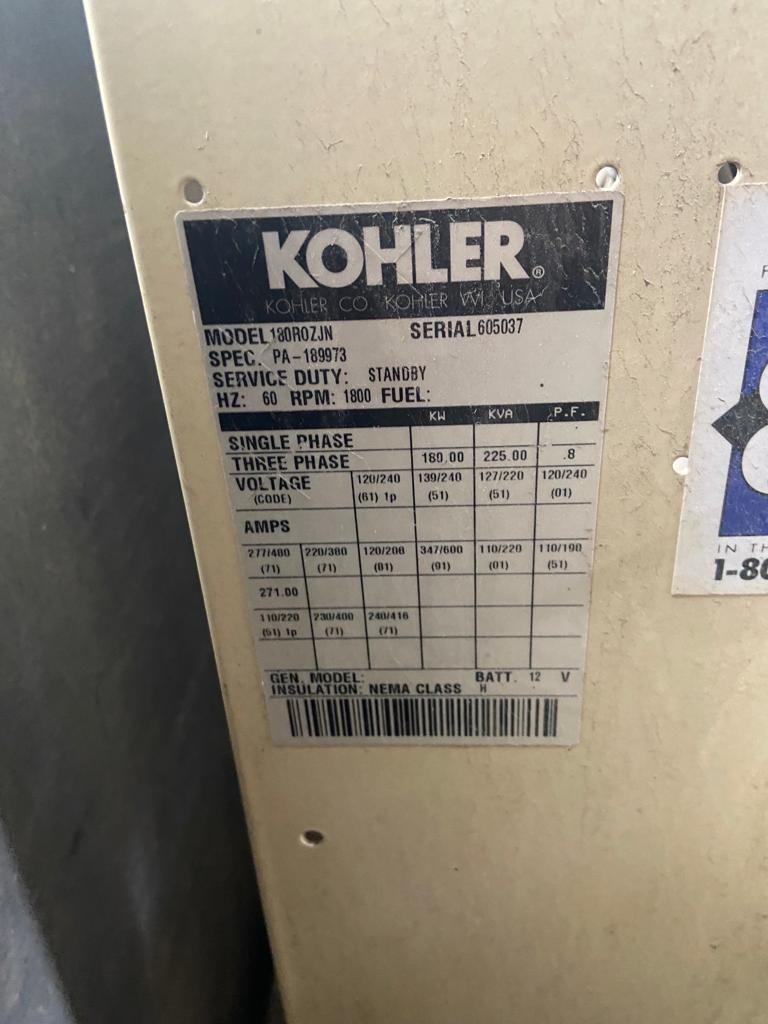 KOHLER®
KOHLER CO. KOHLER WI. USA
MODEL 180ROZJN SERIAL 605037
SPEC. PA-189973
SERVICE DUTY: STANDBY
HZ: 60 RPM: 1800 FUEL:
KW KVA P.F.
SINGLE PHASE
THREE PHASE 180.00 225.00 .8
VOLTAGE 120/240 139/240 127/220 120/240
(CODE) (61) 1p (51) (51) (01)
AMPS
277/480 220/380 120/208 347/600 110/220 110/190
(71) (71) (81) (91) (01) (51)
271.00
110/220 230/400 240/416
(51) 1p (71) (71)
GEN. MODEL: BATT. 12 V
INSULATION: NEMA CLASS H
IN
1-80